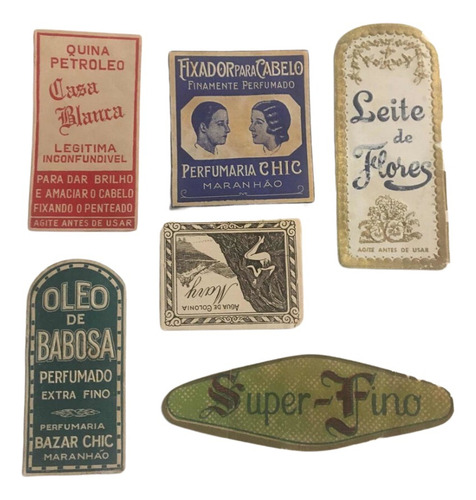 QUINA
PETROLEO
Casa
Blanca
LEGITIMA
INCONFUNDIVEL
PARA DAR BRILHO
E AMACIAR O CABELO
FIXANDO O PENTEADO
AGITE ANTES DE USAR
FIXADOR PARA CABELO
FINAMENTE PERFUMADO
PERFUMARIA CHIC
MARANHÃO
Leite
de
Flores
AGITE ANTES DE USAR
AGUA DE COLONIA
Mary
OLEO
DE
BABOSA
PERFUMADO
EXTRA FINO
PERFUMARIA
BAZAR CHIC
MARANHÃO
Super-Fino